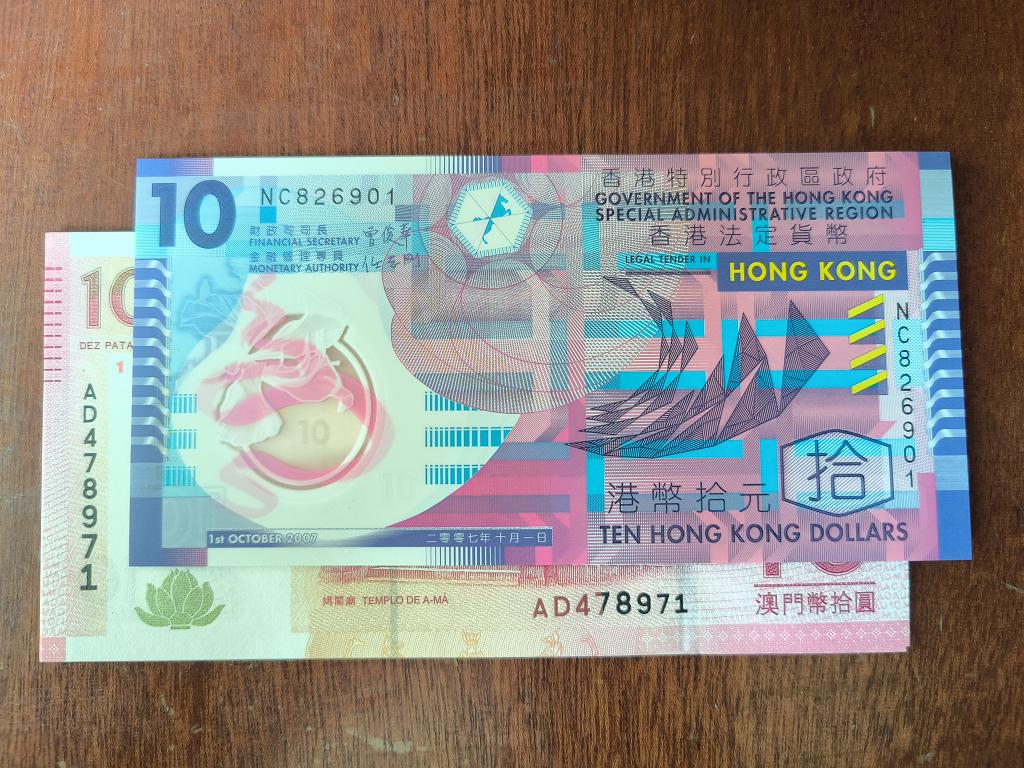 10
NC826901
財政司司長
FINANCIAL SECRETARY
金融管理專員
MONETARY AUTHORITY
香港特別行政區政府
GOVERNMENT OF THE HONG KONG
SPECIAL ADMINISTRATIVE REGION
香港法定貨幣
LEGAL TENDER IN
HONG KONG
NC826901
10
10
港幣拾元
拾
TEN HONG KONG DOLLARS
1st OCTOBER 2007
二零零七年十月一日
10
DEZ PATA
1
AD478971
媽閣廟 TEMPLO DE A-MÁ
AD478971
10
澳門幣拾圓